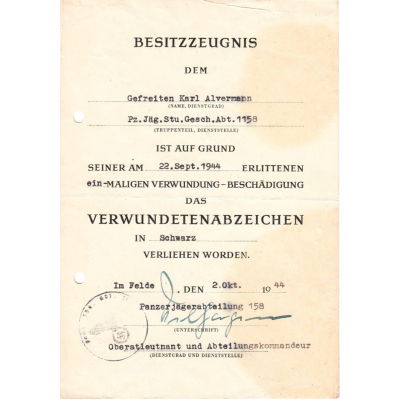 BESITZZEUGNIS
DEM
Gefreiten Karl Alvermann
(NAME, DIENSTGRAD)
Pz.Jäg.Stu.Gesch.Abt.1158
(TRUPPENTEIL, DIENSTSTELLE)
IST AUF GRUND
SEINER AM 22.Sept.1944 ERLITTENEN
ein-MALIGEN VERWUNDUNG – BESCHÄDIGUNG
DAS
VERWUNDETENABZEICHEN
IN Schwarz
VERLIEHEN WORDEN.
Im Felde , DEN 2.Okt. 1944
Panzerjägerabteilung 158
(UNTERSCHRIFT)
Oberstleutnant und Abteilungskommandeur
(DIENSTGRAD UND DIENSTSTELLE)